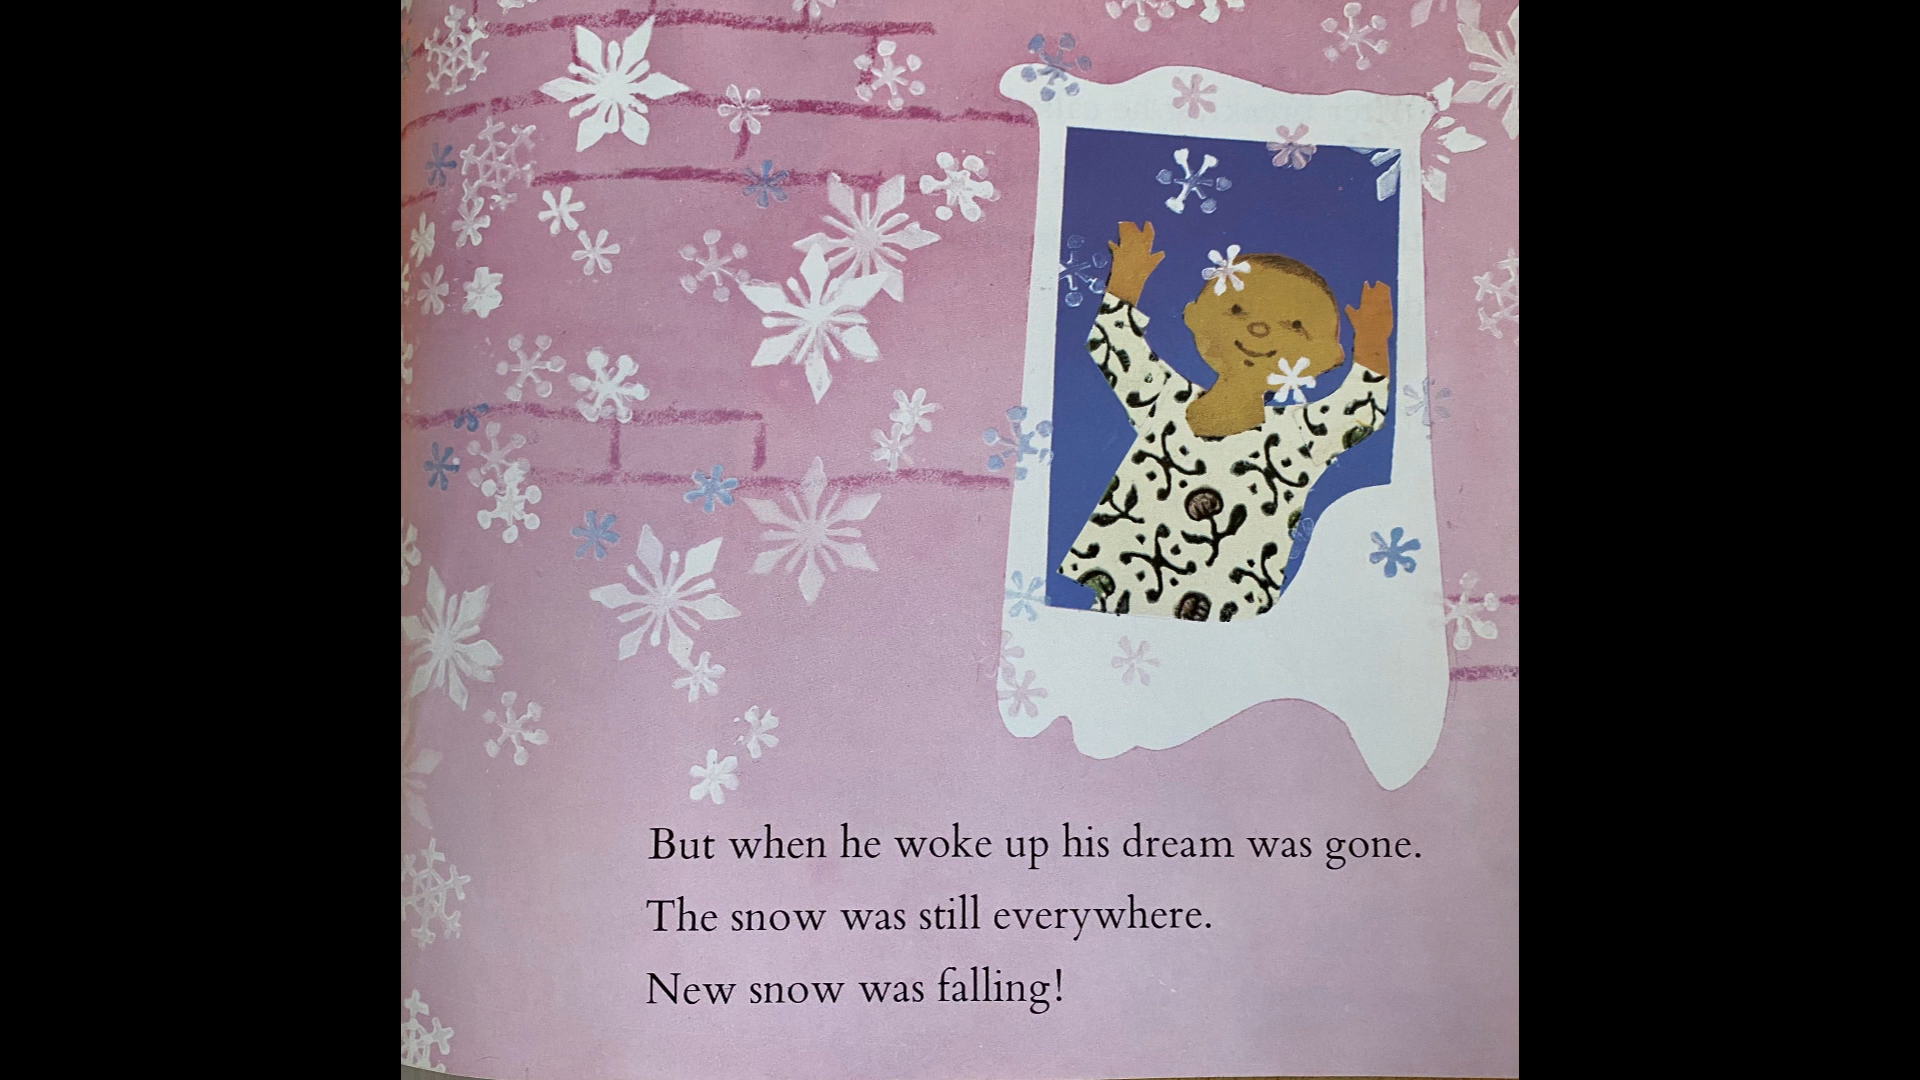 But when he woke up his dream was gone.
The snow was still everywhere.
New snow was falling!